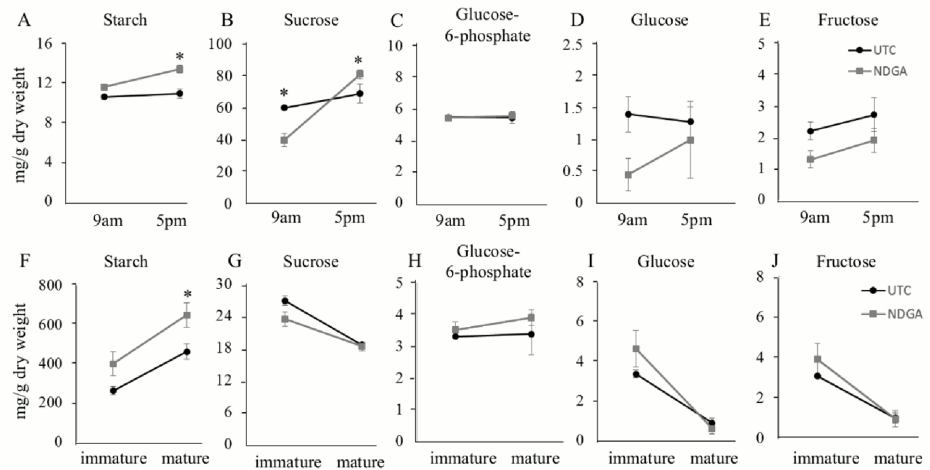 A Starch
B Sucrose
C Glucose-
6-phosphate
D Glucose
E Fructose
mg/g dry weight
16
12
8
4
0
9am 5pm
*
100
80
60
40
20
0
9am 5pm
* *
10
8
6
4
2
0
9am 5pm
2.5
2
1.5
1
0.5
0
9am 5pm
5
4
3
2
1
0
9am 5pm
UTC
NDGA
F Starch
G Sucrose
H Glucose-
6-phosphate
I Glucose
J Fructose
mg/g dry weight
800
600
400
200
0
immature mature
*
30
24
18
12
6
0
immature mature
5
4
3
2
1
0
immature mature
8
6
4
2
0
immature mature
8
6
4
2
0
immature mature
UTC
NDGA